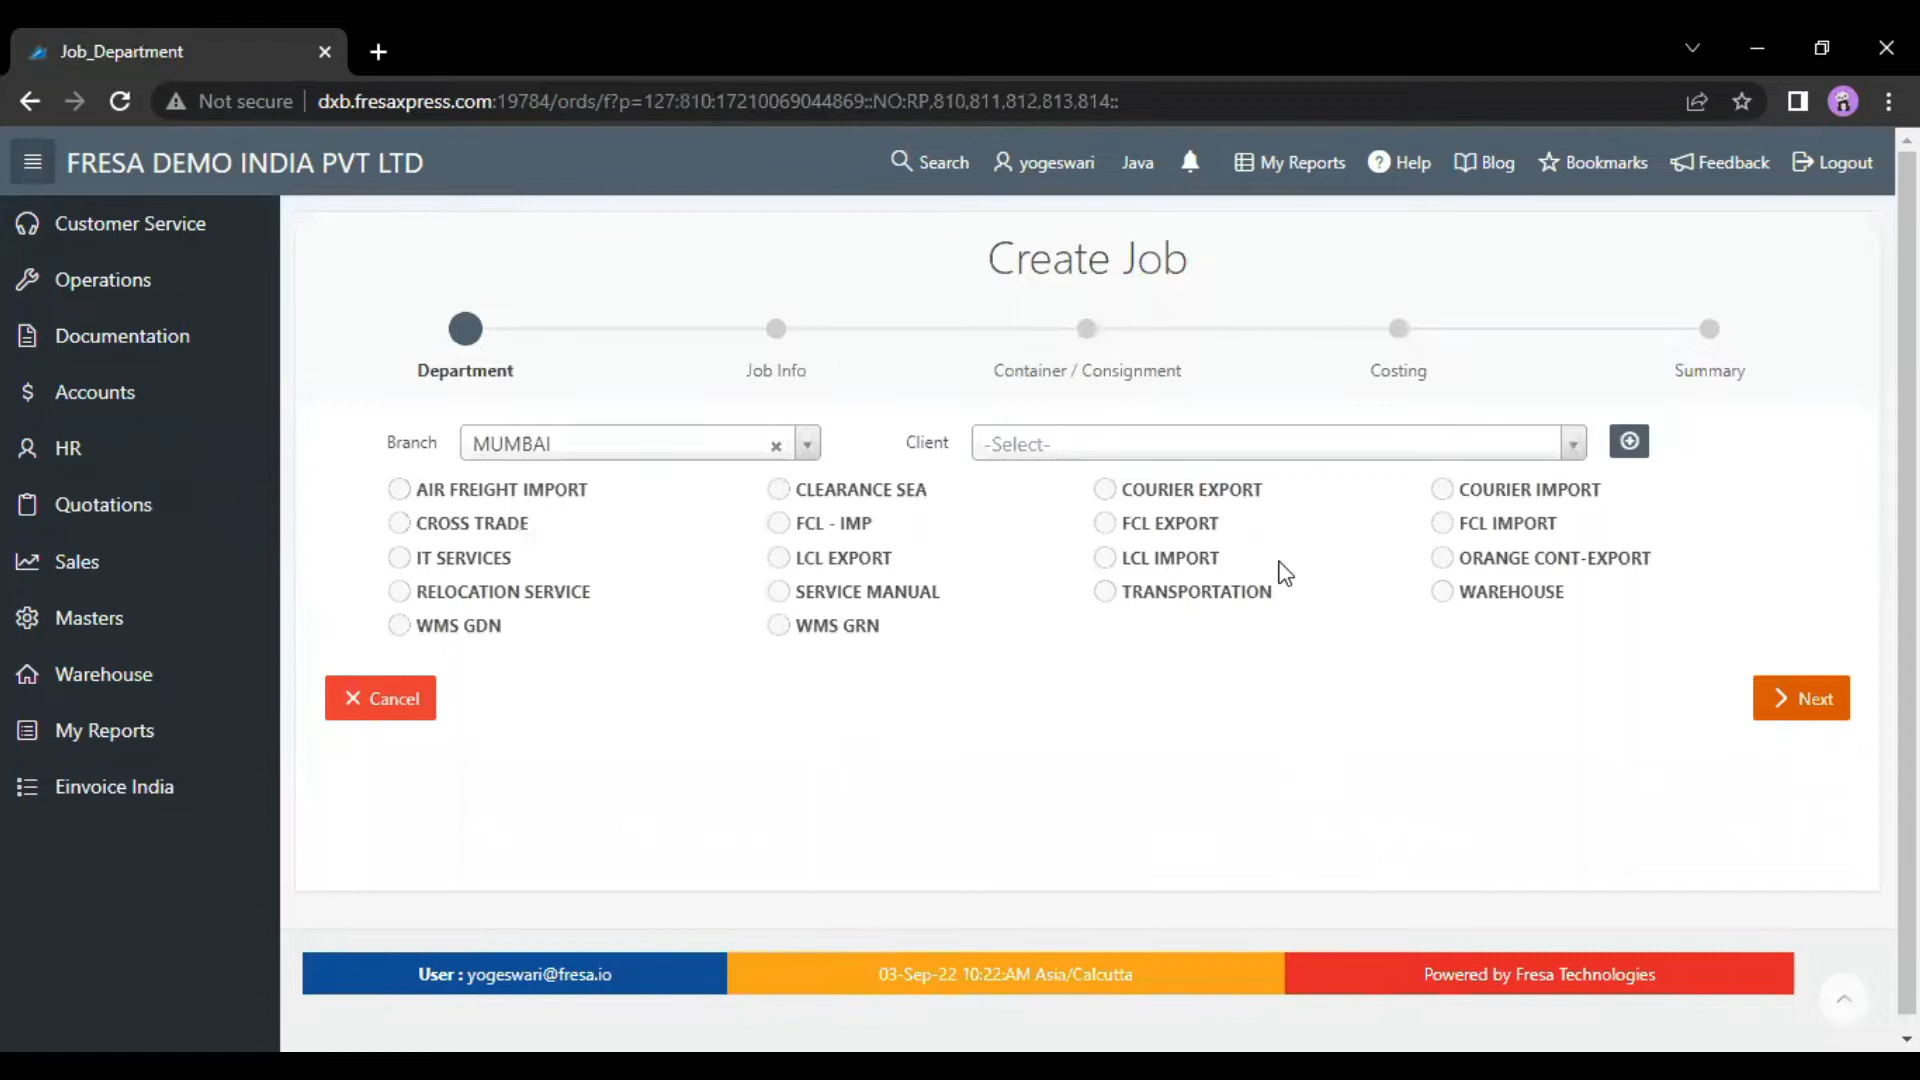 Job_Department
Not secure dxb.fresaxpress.com:19784/ords/f?p=127:810:17210069044869::NO:RP,810,811,812,813,814::
FRESA DEMO INDIA PVT LTD
Search yogeswari Java My Reports ? Help Blog Bookmarks Feedback Logout
Customer Service
Operations
Documentation
$ Accounts
HR
Quotations
Sales
Masters
Warehouse
My Reports
Einvoice India
Create Job
Department Job Info Container / Consignment Costing Summary
Branch MUMBAI Client -Select-
AIR FREIGHT IMPORT CLEARANCE SEA COURIER EXPORT COURIER IMPORT
CROSS TRADE FCL - IMP FCL EXPORT FCL IMPORT
IT SERVICES LCL EXPORT LCL IMPORT ORANGE CONT-EXPORT
RELOCATION SERVICE SERVICE MANUAL TRANSPORTATION WAREHOUSE
WMS GDN WMS GRN
Cancel Next
User : yogeswari@fresa.io 03-Sep-22 10:22:AM Asia/Calcutta Powered by Fresa Technologies